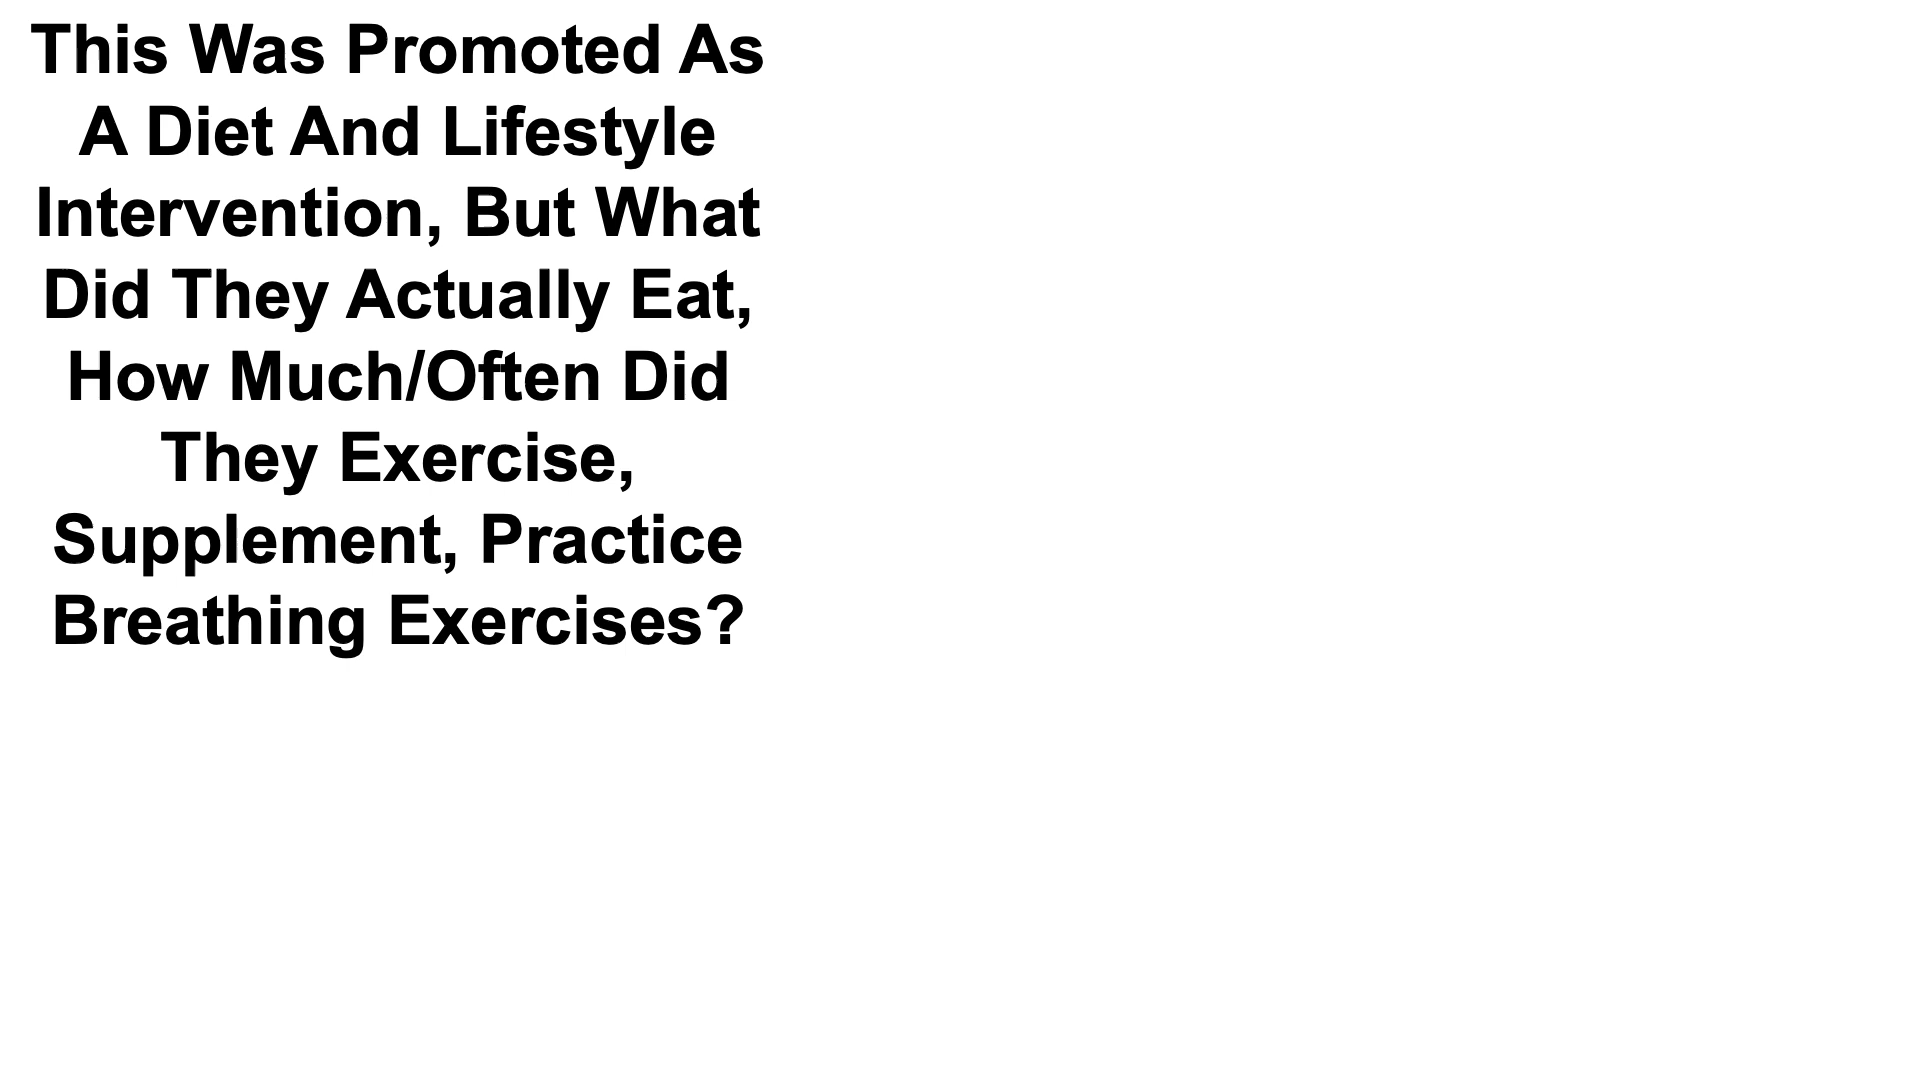 This Was Promoted As
A Diet And Lifestyle
Intervention, But What
Did They Actually Eat,
How Much/Often Did
They Exercise,
Supplement, Practice
Breathing Exercises?